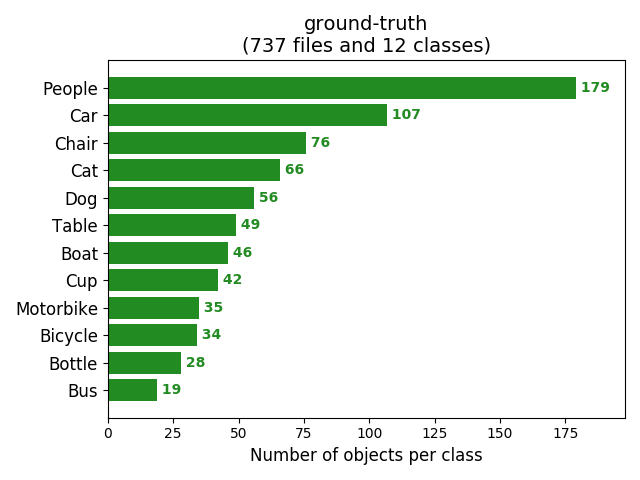 ground-truth
(737 files and 12 classes)
People 179
Car 107
Chair 76
Cat 66
Dog 56
Table 49
Boat 46
Cup 42
Motorbike 35
Bicycle 34
Bottle 28
Bus 19
0 25 50 75 100 125 150 175
Number of objects per class